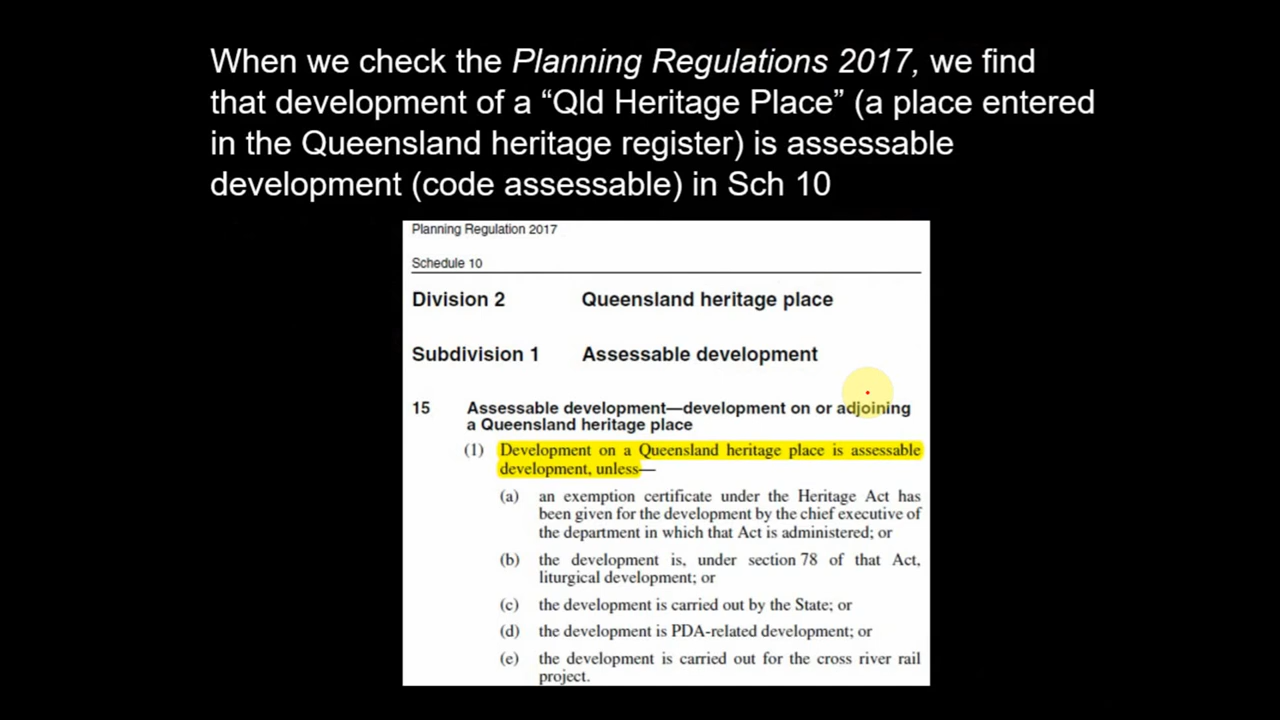 When we check the Planning Regulations 2017, we find
that development of a “Qld Heritage Place” (a place entered
in the Queensland heritage register) is assessable
development (code assessable) in Sch 10
Planning Regulation 2017
Schedule 10
Division 2 Queensland heritage place
Subdivision 1 Assessable development
15 Assessable development—development on or adjoining
a Queensland heritage place
(1) Development on a Queensland heritage place is assessable
development, unless—
(a) an exemption certificate under the Heritage Act has
been given for the development by the chief executive of
the department in which that Act is administered; or
(b) the development is, under section 78 of that Act,
liturgical development; or
(c) the development is carried out by the State; or
(d) the development is PDA-related development; or
(e) the development is carried out for the cross river rail
project.